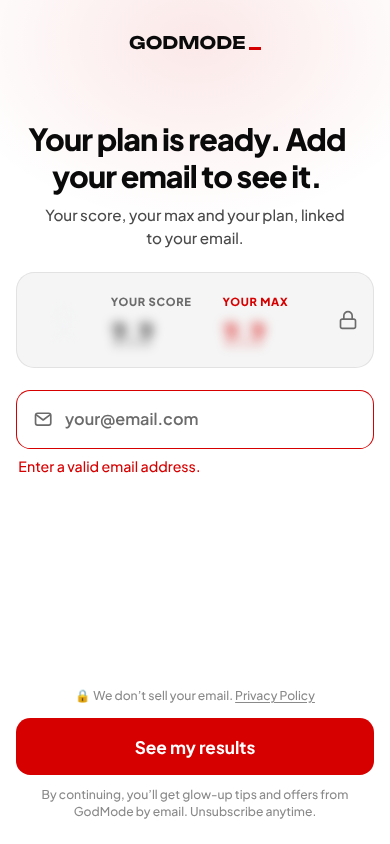 GODMODE_
Your plan is ready. Add
your email to see it.
Your score, your max and your plan, linked
to your email.
YOUR SCORE YOUR MAX
your@email.com
Enter a valid email address.
🔒 We don't sell your email. Privacy Policy
See my results
By continuing, you'll get glow-up tips and offers from
GodMode by email. Unsubscribe anytime.